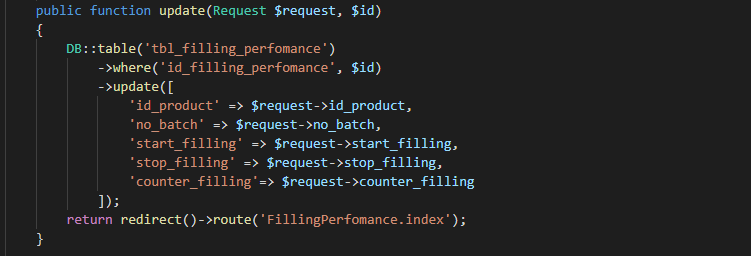 public function update(Request $request, $id)
{
    DB::table('tbl_filling_perfomance')
        ->where('id_filling_perfomance', $id)
        ->update([
            'id_product' => $request->id_product,
            'no_batch' => $request->no_batch,
            'start_filling' => $request->start_filling,
            'stop_filling' => $request->stop_filling,
            'counter_filling'=> $request->counter_filling
        ]);
    return redirect()->route('FillingPerfomance.index');
}